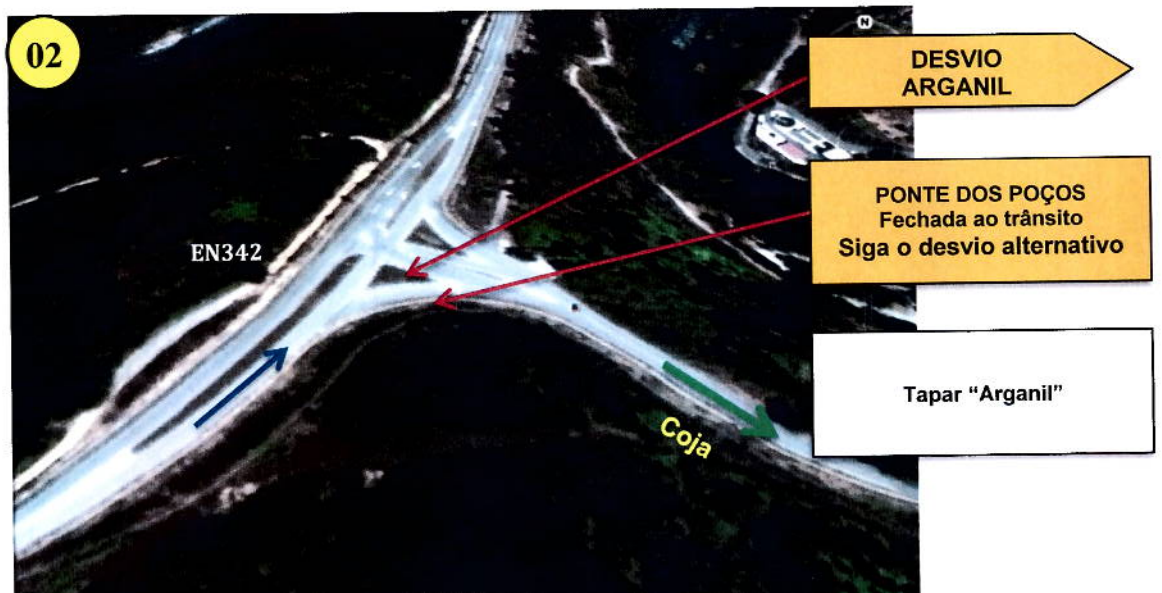 02
N
DESVIO
ARGANIL
PONTE DOS POÇOS
Fechada ao trânsito
Siga o desvio alternativo
EN342
Tapar “Arganil”
Coja